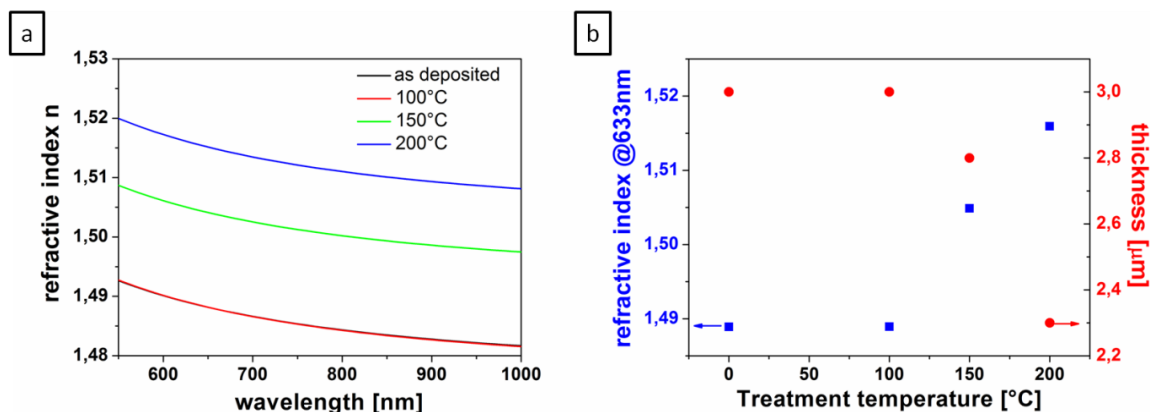 a
refractive index n
1,53
1,52
1,51
1,50
1,49
1,48
as deposited
100°C
150°C
200°C
600
700
800
900
1000
wavelength [nm]
b
refractive index @633nm
1,52
1,51
1,50
1,49
3,0
2,8
2,6
2,4
2,2
thickness [μm]
0
50
100
150
200
Treatment temperature [°C]